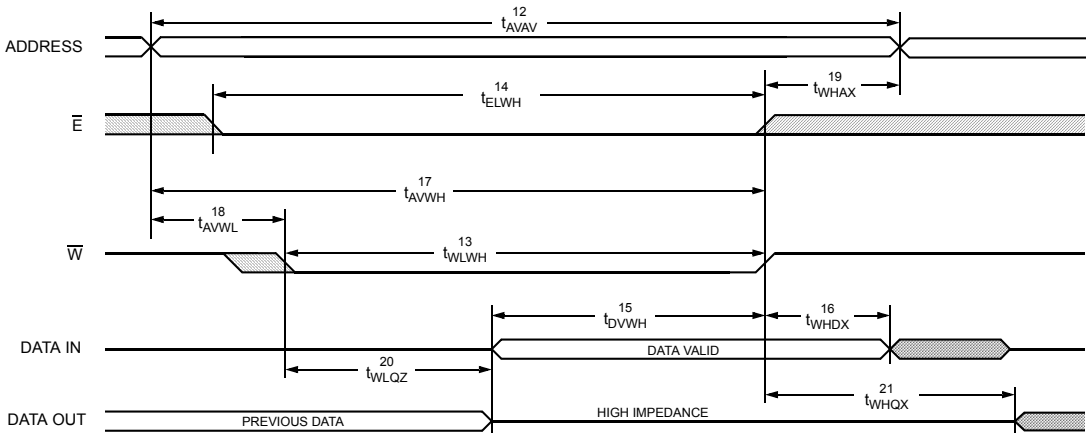 12
tAVAV
ADDRESS
14
tELWH
19
tWHAX
E
17
tAVWH
18
tAVWL
W
13
tWLWH
15
tDVWH
16
tWHDX
DATA IN
DATA VALID
20
tWLQZ
21
tWHQX
DATA OUT
PREVIOUS DATA
HIGH IMPEDANCE